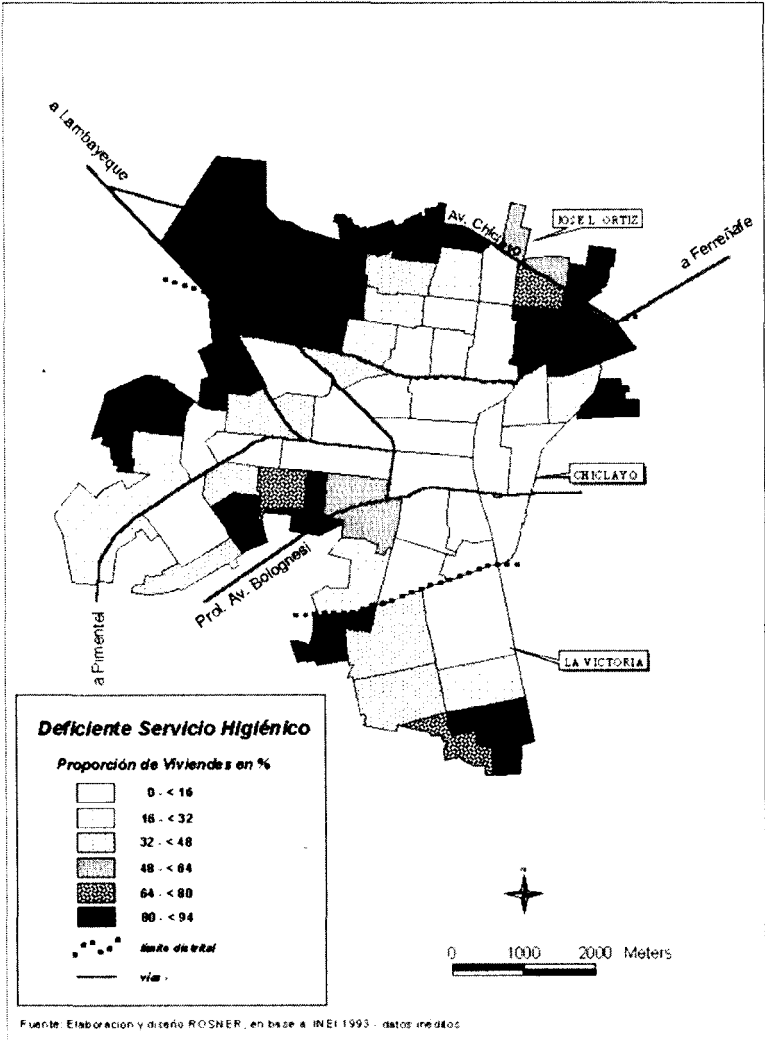 a Lambayeque
Av. Chiclayo
JOSE L. ORTIZ
a Ferreñafe
CHICLAYO
Prol. Av. Bolognesi
a Pimentel
LA VICTORIA
Deficiente Servicio Higiénico
Proporción de Viviendes en %
0 - < 16
16 - < 32
32 - < 48
48 - < 64
64 - < 80
80 - < 94
límite distrital
vías -
0 1000 2000 Meters
Fuente: Elaboración y diseño ROSNER, en base a INEI 1993 - datos inéditos